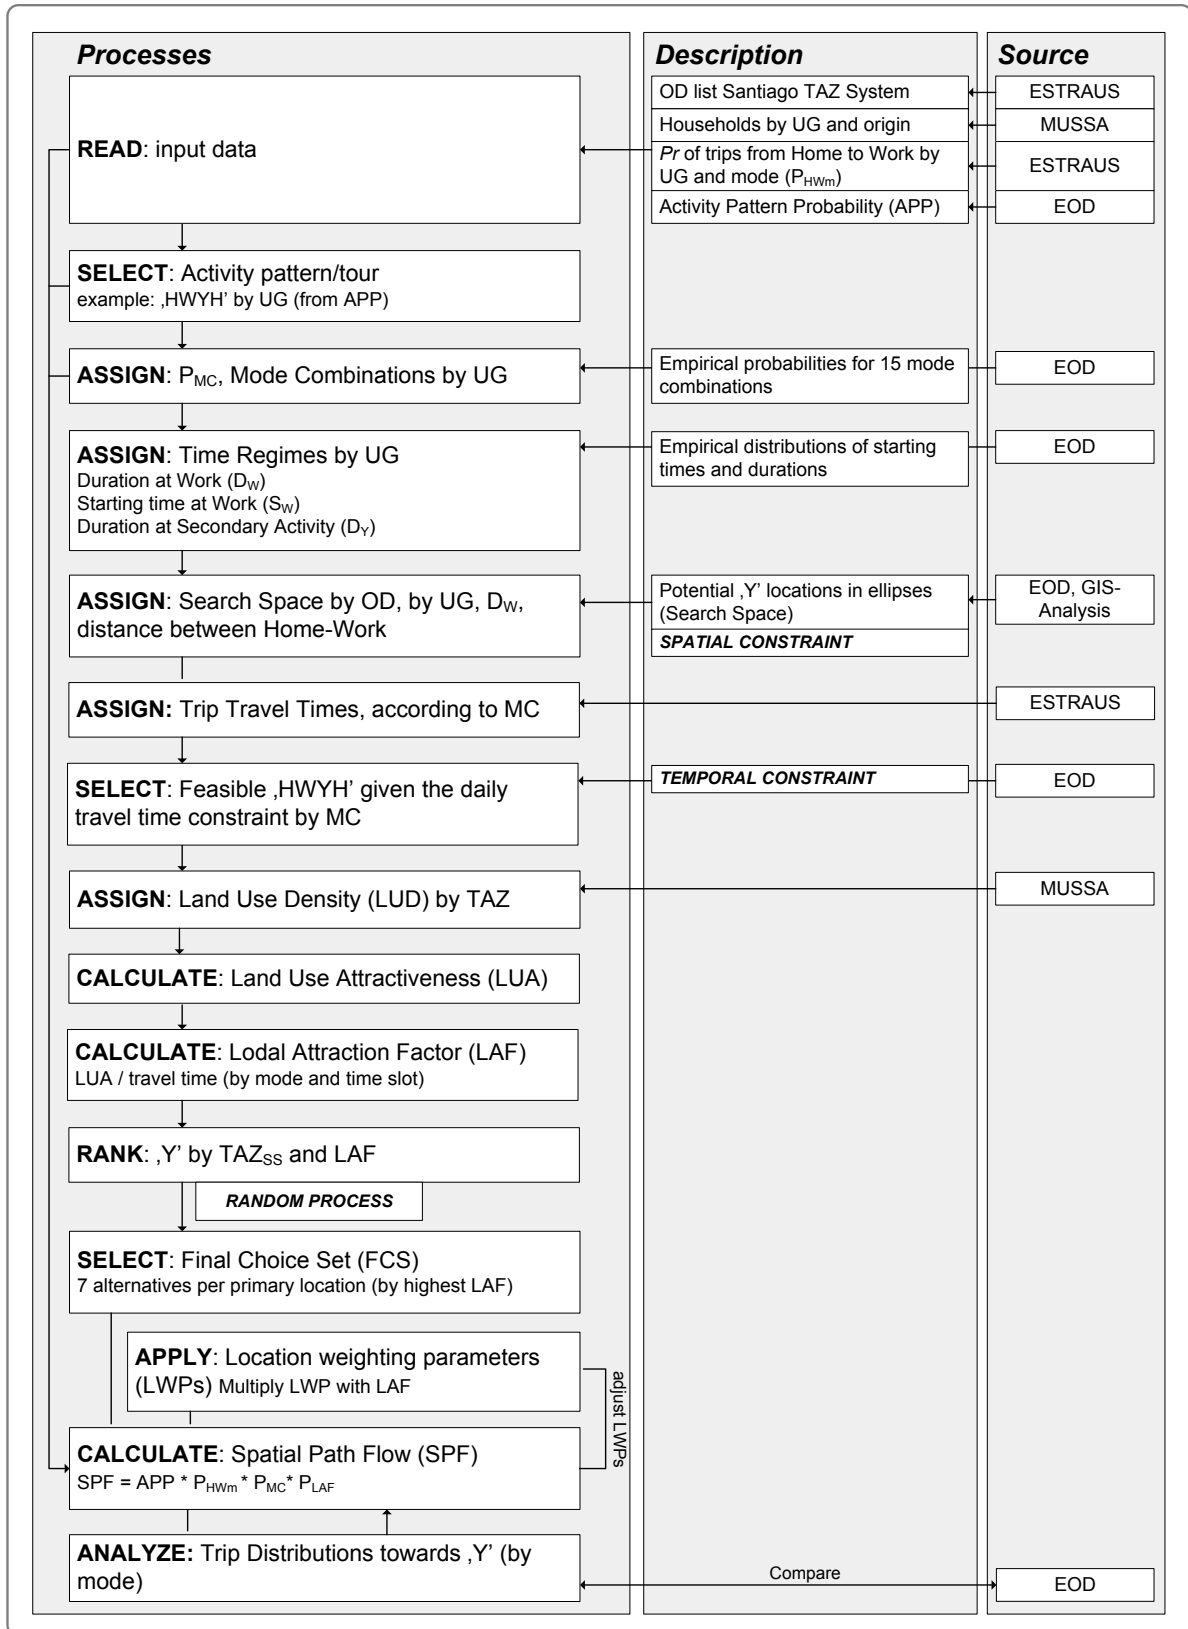 Processes
Description
Source
READ: input data
OD list Santiago TAZ System
ESTRAUS
Households by UG and origin
MUSSA
Pr of trips from Home to Work by
UG and mode (PHWm)
ESTRAUS
Activity Pattern Probability (APP)
EOD
SELECT: Activity pattern/tour
example: ‚HWYH’ by UG (from APP)
ASSIGN: PMC, Mode Combinations by UG
Empirical probabilities for 15 mode
combinations
EOD
ASSIGN: Time Regimes by UG
Duration at Work (DW)
Starting time at Work (SW)
Duration at Secondary Activity (DY)
Empirical distributions of starting
times and durations
EOD
ASSIGN: Search Space by OD, by UG, DW,
distance between Home-Work
Potential ‚Y’ locations in ellipses
(Search Space)
SPATIAL CONSTRAINT
EOD, GIS-
Analysis
ASSIGN: Trip Travel Times, according to MC
ESTRAUS
SELECT: Feasible ‚HWYH’ given the daily
travel time constraint by MC
TEMPORAL CONSTRAINT
EOD
ASSIGN: Land Use Density (LUD) by TAZ
MUSSA
CALCULATE: Land Use Attractiveness (LUA)
CALCULATE: Lodal Attraction Factor (LAF)
LUA / travel time (by mode and time slot)
RANK: ‚Y’ by TAZSS and LAF
RANDOM PROCESS
SELECT: Final Choice Set (FCS)
7 alternatives per primary location (by highest LAF)
APPLY: Location weighting parameters
(LWPs) Multiply LWP with LAF
adjust LWPs
CALCULATE: Spatial Path Flow (SPF)
SPF = APP * PHWm * PMC* PLAF
ANALYZE: Trip Distributions towards ‚Y’ (by
mode)
Compare
EOD